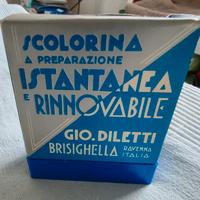 SCOLORINA
A PREPARAZIONE
ISTANTANEA
E RINNOVABILE
GIO. DILETTI
BRISIGHELLA RAVENNA
ITALIA